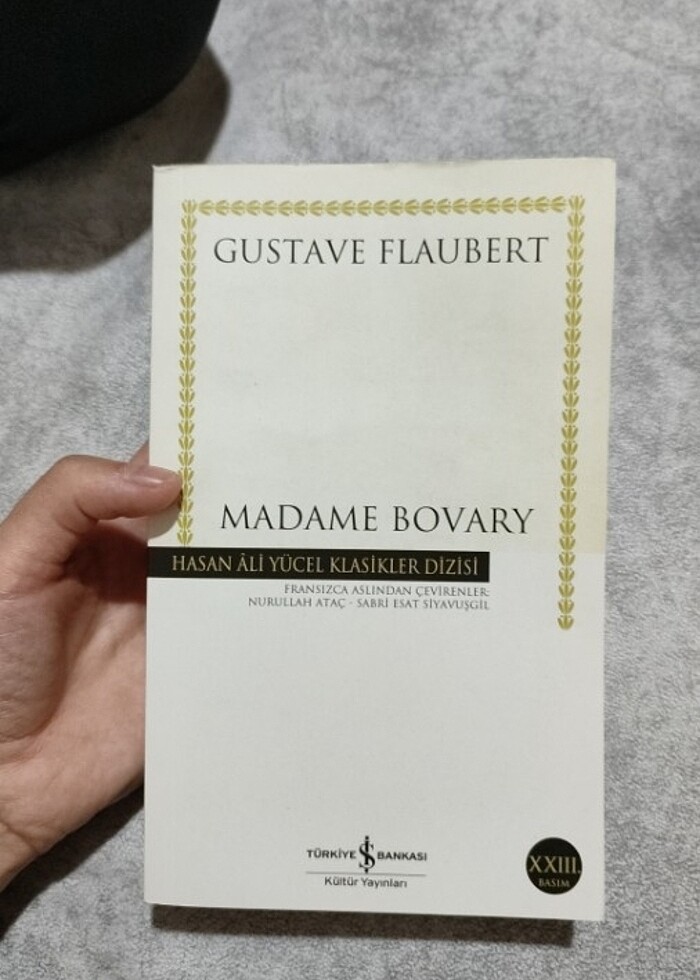 GUSTAVE FLAUBERT
MADAME BOVARY
HASAN ÂLİ YÜCEL KLASİKLER DİZİSİ
FRANSIZCA ASLINDAN ÇEVİRENLER:
NURULLAH ATAÇ - SABRİ ESAT SİYAVUŞGİL
TÜRKİYE İŞ BANKASI
Kültür Yayınları
XXIII.
BASIM